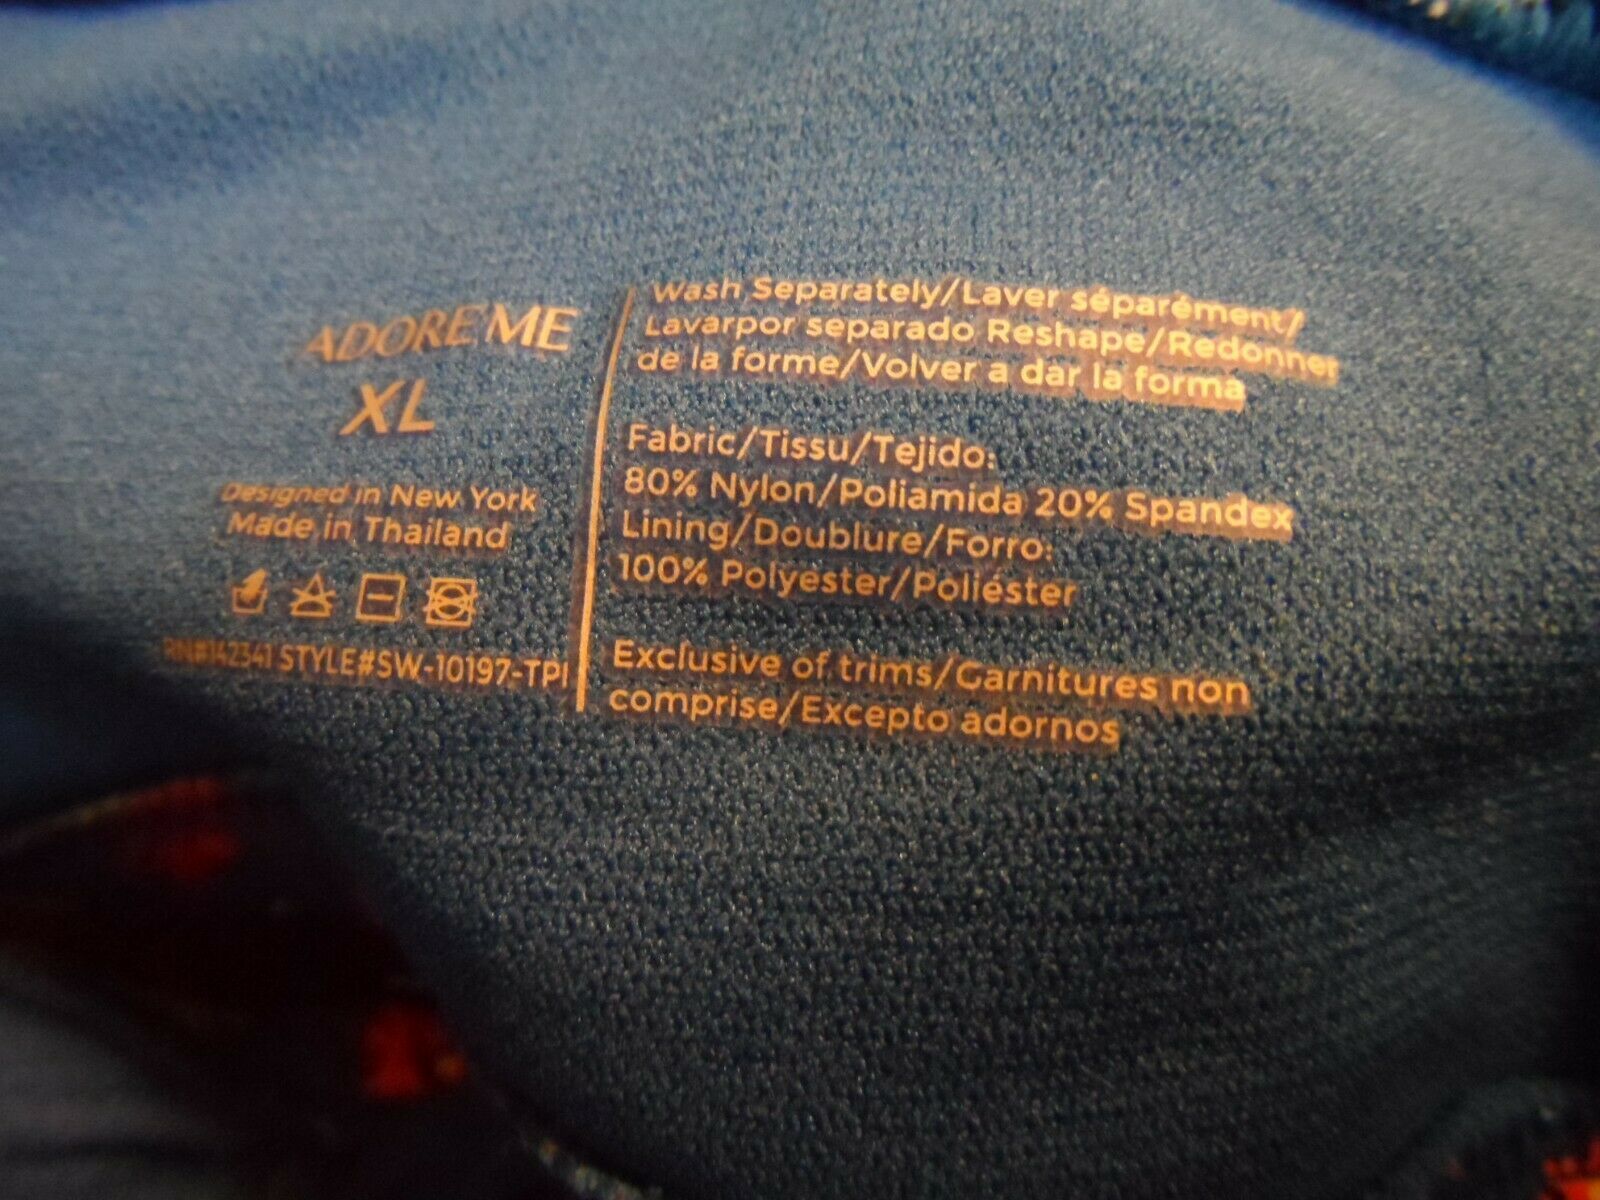 ADORE ME
XL
Designed in New York
Made in Thailand
RN#142341 STYLE#SW-10197-TPI
Wash Separately/Laver séparément/
Lavarpor separado Reshape/Redonner
de la forme/Volver a dar la forma
Fabric/Tissu/Tejido:
80% Nylon/Poliamida 20% Spandex
Lining/Doublure/Forro:
100% Polyester/Poliéster
Exclusive of trims/Garnitures non
comprise/Excepto adornos